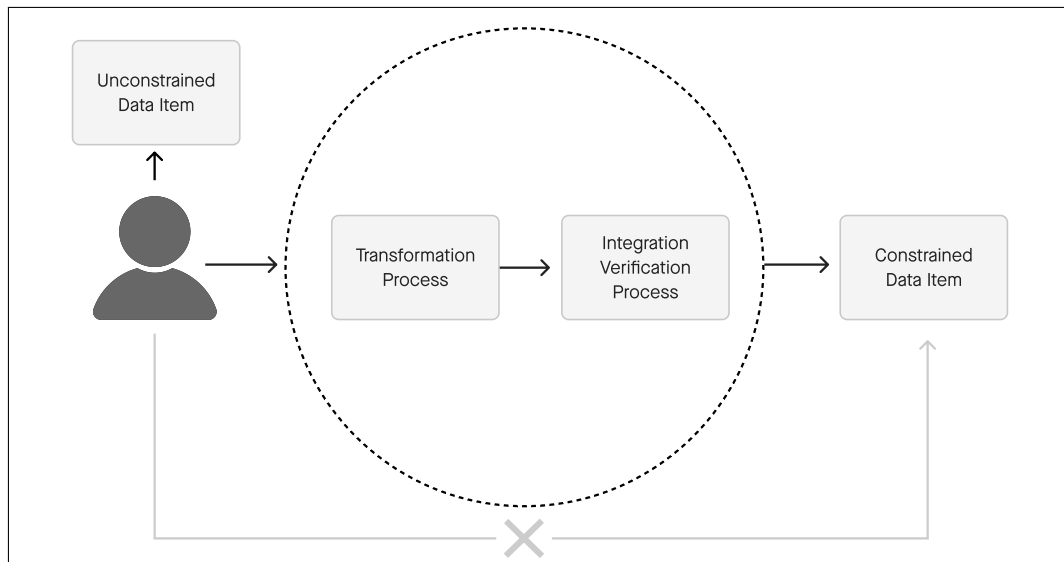 Unconstrained
Data Item
Transformation
Process
Integration
Verification
Process
Constrained
Data Item